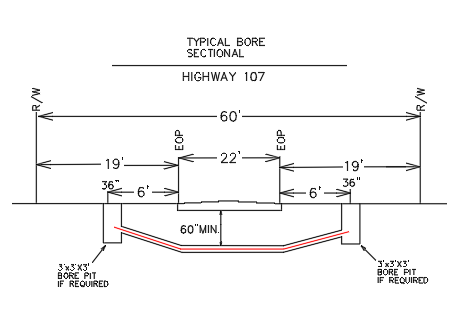 TYPICAL BORE
SECTIONAL
HIGHWAY 107
R/W
R/W
60'
EOP
EOP
22'
19'
19'
36"
36"
6'
6'
60"MIN.
3'x3'X3'
BORE PIT
IF REQUIRED
3'x3'X3'
BORE PIT
IF REQUIRED